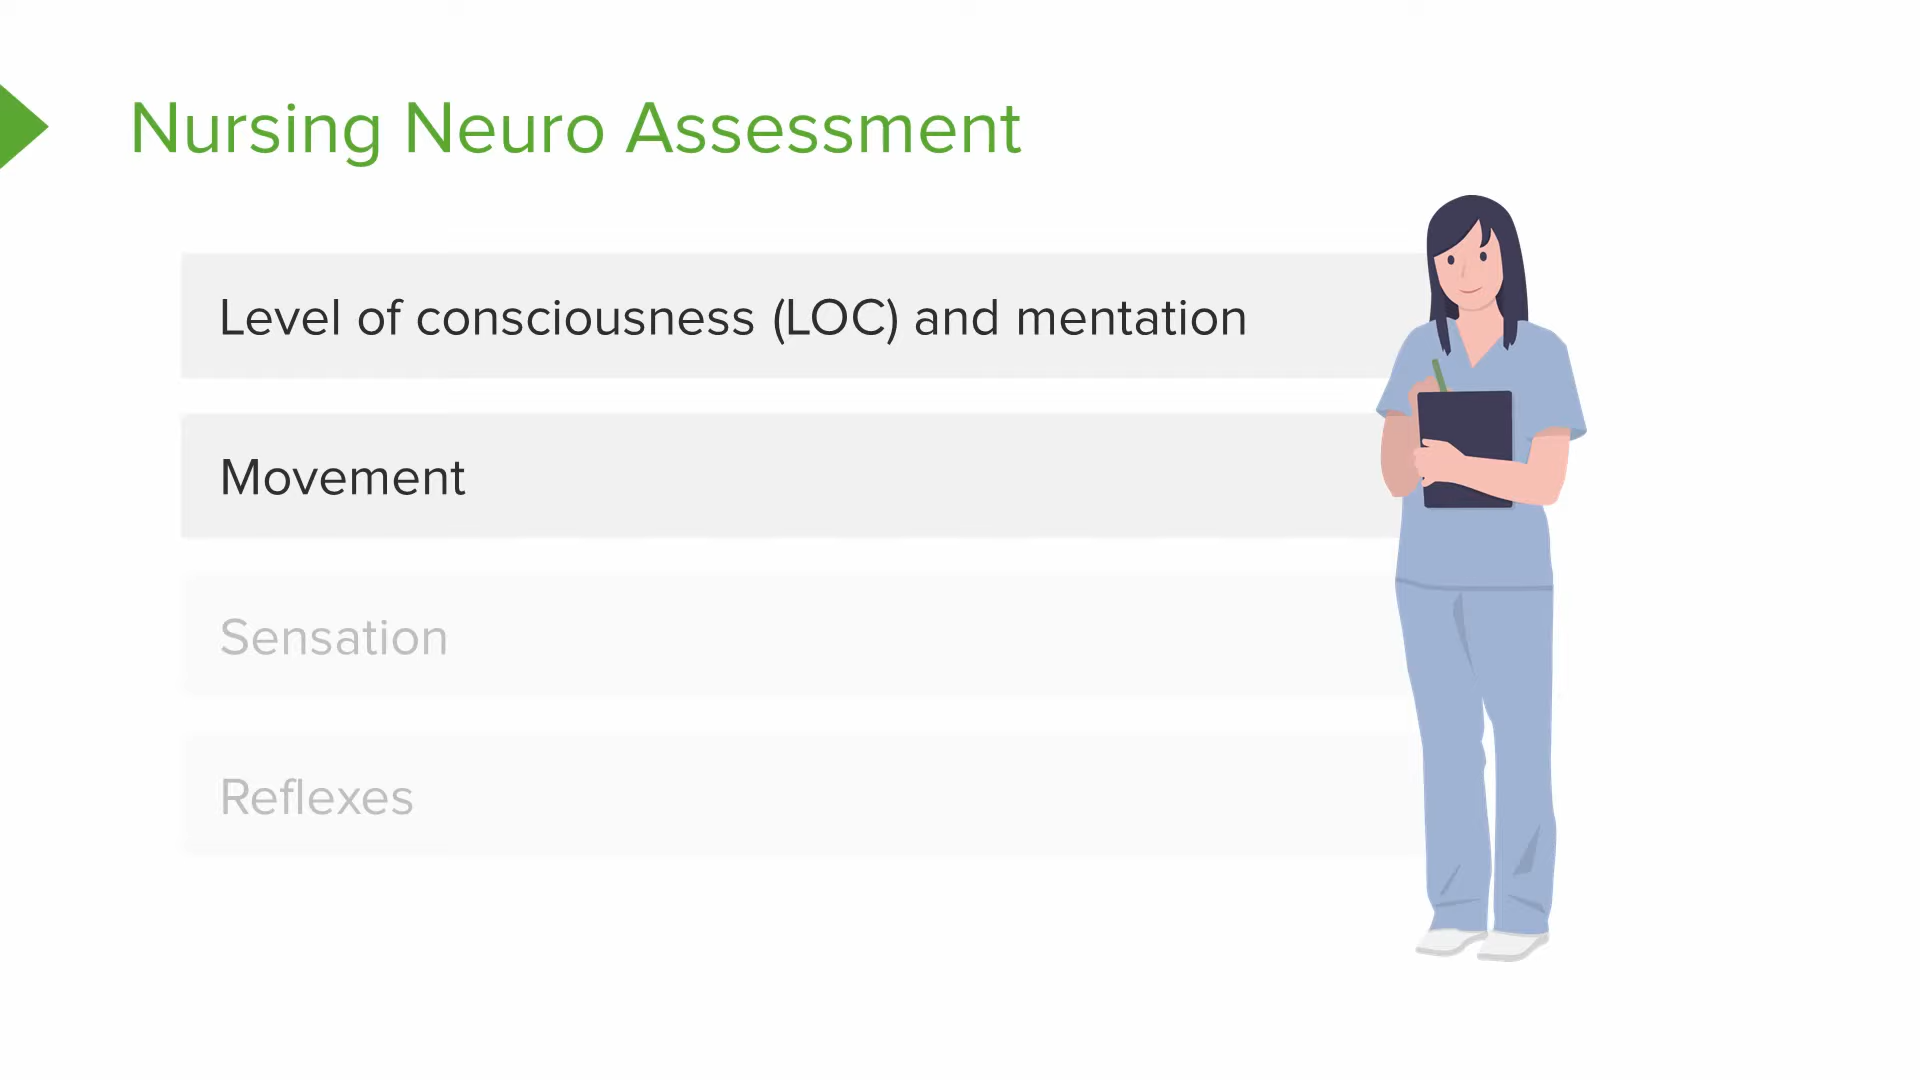 Nursing Neuro Assessment
Level of consciousness (LOC) and mentation
Movement
Sensation
Reflexes